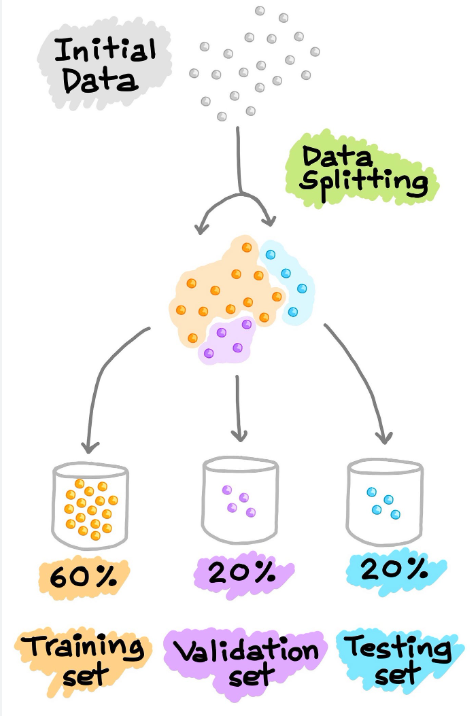 Initial
Data
Data
Splitting
60%
20%
20%
Training
set
Validation
set
Testing
set